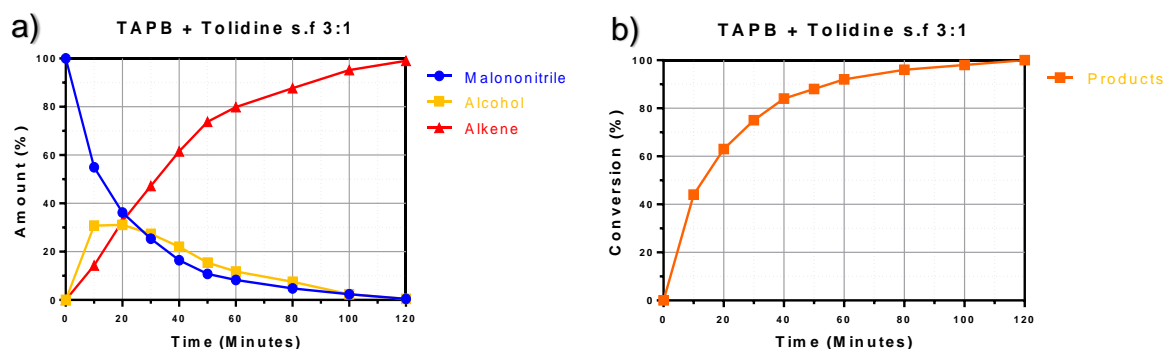 a)
TAPB + Tolidine s.f 3:1
Amount (%)
100
80
60
40
20
0
0 20 40 60 80 100 120
Time (Minutes)
Malononitrile
Alcohol
Alkene
b)
TAPB + Tolidine s.f 3:1
Conversion (%)
100
80
60
40
20
0
0 20 40 60 80 100 120
Time (Minutes)
Products